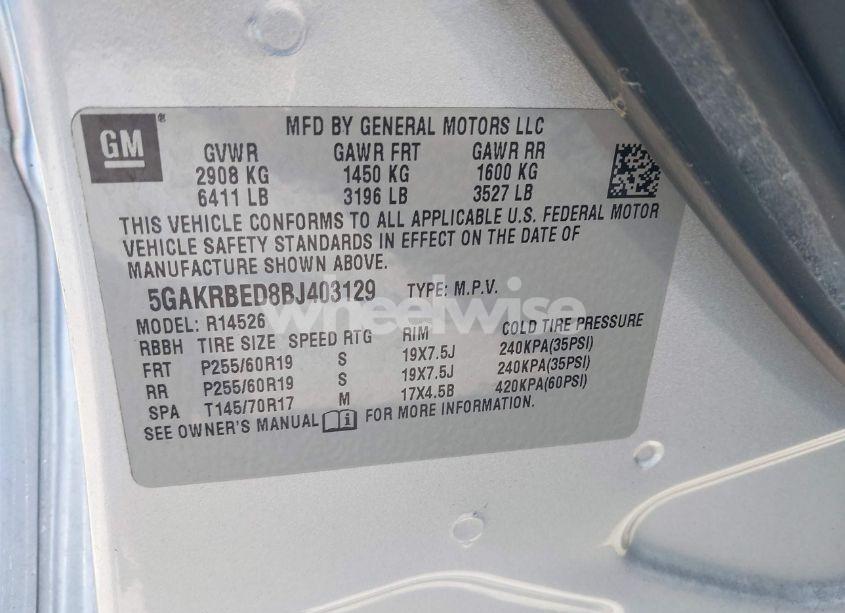 GM ®
MFD BY GENERAL MOTORS LLC
GVWR GAWR FRT GAWR RR
2908 KG 1450 KG 1600 KG
6411 LB 3196 LB 3527 LB
THIS VEHICLE CONFORMS TO ALL APPLICABLE U.S. FEDERAL MOTOR
VEHICLE SAFETY STANDARDS IN EFFECT ON THE DATE OF
MANUFACTURE SHOWN ABOVE.
5GAKRBED8BJ403129 TYPE: M.P.V.
wheelwise
MODEL: R14526
RBBH TIRE SIZE SPEED RTG RIM COLD TIRE PRESSURE
FRT P255/60R19 S 19X7.5J 240KPA(35PSI)
RR P255/60R19 S 19X7.5J 240KPA(35PSI)
SPA T145/70R17 M 17X4.5B 420KPA(60PSI)
SEE OWNER'S MANUAL i FOR MORE INFORMATION.